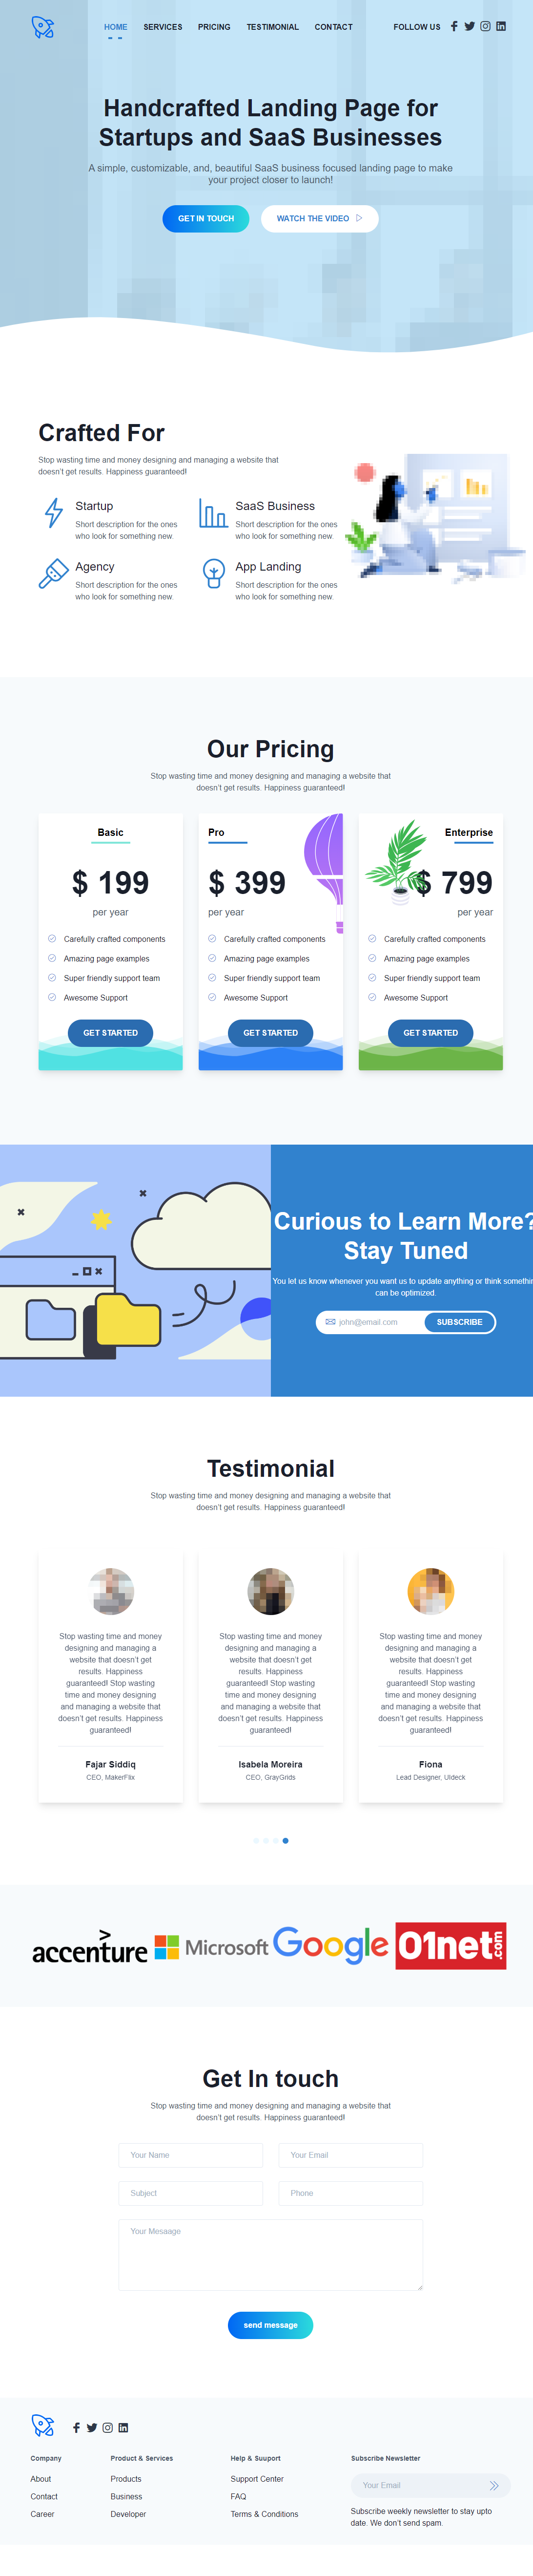 HOME SERVICES PRICING TESTIMONIAL CONTACT FOLLOW US
Handcrafted Landing Page for
Startups and SaaS Businesses
A simple, customizable, and, beautiful SaaS business focused landing page to make
your project closer to launch!
GET IN TOUCH WATCH THE VIDEO
Crafted For
Stop wasting time and money designing and managing a website that
doesn't get results. Happiness guaranteed!
Startup
Short description for the ones
who look for something new.
SaaS Business
Short description for the ones
who look for something new.
Agency
Short description for the ones
who look for something new.
App Landing
Short description for the ones
who look for something new.
Our Pricing
Stop wasting time and money designing and managing a website that
doesn't get results. Happiness guaranteed!
Basic
$ 199
per year
Carefully crafted components
Amazing page examples
Super friendly support team
Awesome Support
GET STARTED
Pro
$ 399
per year
Carefully crafted components
Amazing page examples
Super friendly support team
Awesome Support
GET STARTED
Enterprise
$ 799
per year
Carefully crafted components
Amazing page examples
Super friendly support team
Awesome Support
GET STARTED
Curious to Learn More?
Stay Tuned
You let us know whenever you want us to update anything or think somethin
can be optimized.
john@email.com SUBSCRIBE
Testimonial
Stop wasting time and money designing and managing a website that
doesn't get results. Happiness guaranteed!
Stop wasting time and money
designing and managing a
website that doesn't get
results. Happiness
guaranteed! Stop wasting
time and money designing
and managing a website that
doesn't get results. Happiness
guaranteed!
Fajar Siddiq
CEO, MakerFlix
Stop wasting time and money
designing and managing a
website that doesn't get
results. Happiness
guaranteed! Stop wasting
time and money designing
and managing a website that
doesn't get results. Happiness
guaranteed!
Isabela Moreira
CEO, GrayGrids
Stop wasting time and money
designing and managing a
website that doesn't get
results. Happiness
guaranteed! Stop wasting
time and money designing
and managing a website that
doesn't get results. Happiness
guaranteed!
Fiona
Lead Designer, UIdeck
accenture Microsoft Google 01net.com
Get In touch
Stop wasting time and money designing and managing a website that
doesn't get results. Happiness guaranteed!
Your Name Your Email
Subject Phone
Your Mesaage
send message
Company
About
Contact
Career
Product & Services
Products
Business
Developer
Help & Suuport
Support Center
FAQ
Terms & Conditions
Subscribe Newsletter
Your Email
Subscribe weekly newsletter to stay upto
date. We don't send spam.